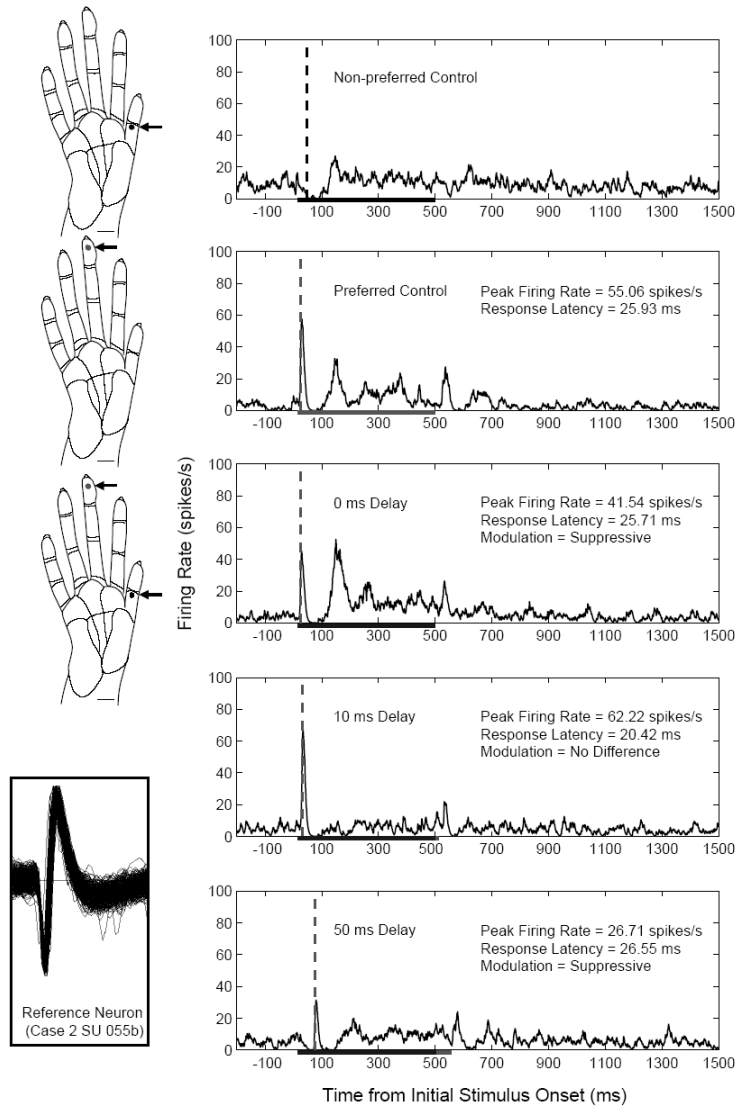 100
80
60
40
20
0
Non-preferred Control
-100 100 300 500 700 900 1100 1300 1500
100
80
60
40
20
0
Preferred Control
Peak Firing Rate = 55.06 spikes/s
Response Latency = 25.93 ms
-100 100 300 500 700 900 1100 1300 1500
Firing Rate (spikes/s)
100
80
60
40
20
0
0 ms Delay
Peak Firing Rate = 41.54 spikes/s
Response Latency = 25.71 ms
Modulation = Suppressive
-100 100 300 500 700 900 1100 1300 1500
100
80
60
40
20
0
10 ms Delay
Peak Firing Rate = 62.22 spikes/s
Response Latency = 20.42 ms
Modulation = No Difference
-100 100 300 500 700 900 1100 1300 1500
100
80
60
40
20
0
50 ms Delay
Peak Firing Rate = 26.71 spikes/s
Response Latency = 26.55 ms
Modulation = Suppressive
-100 100 300 500 700 900 1100 1300 1500
Time from Initial Stimulus Onset (ms)
Reference Neuron
(Case 2 SU 055b)